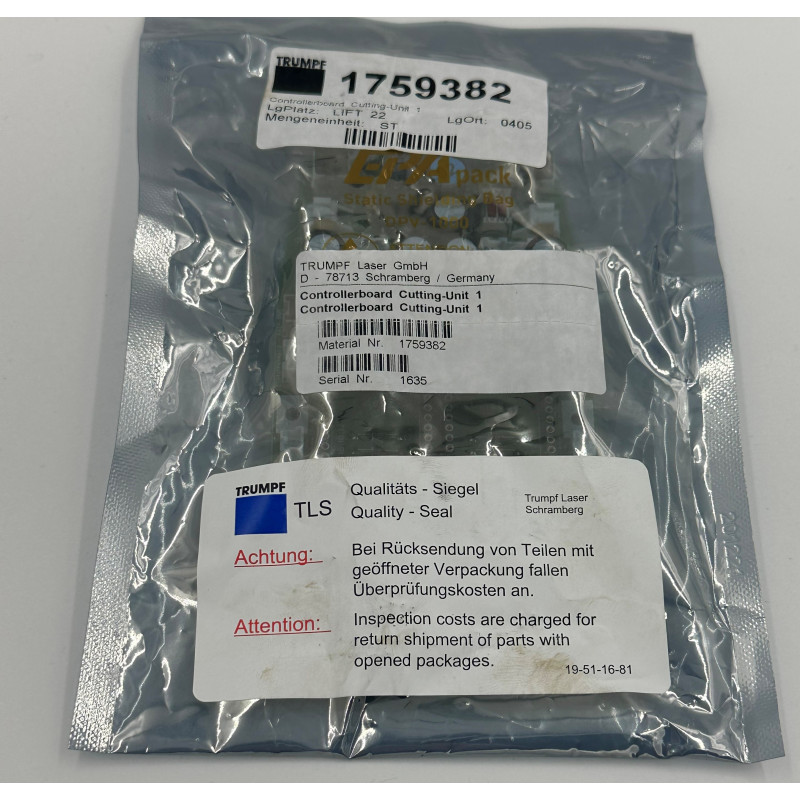 TRUMPF
1759382
Controllerboard Cutting-Unit 1
LgPlatz: LIFT 22
LgOrt: 0405
Mengeneinheit: ST
EPA pack
Static Bag
TRUMPF Laser GmbH
D - 78713 Schramberg / Germany
Controllerboard Cutting-Unit 1
Controllerboard Cutting-Unit 1
Material Nr. 1759382
Serial Nr. 1635
TRUMPF
TLS
Qualitäts - Siegel
Quality - Seal
Trumpf Laser
Schramberg
Achtung:
Bei Rücksendung von Teilen mit
geöffneter Verpackung fallen
Überprüfungskosten an.
Attention:
Inspection costs are charged for
return shipment of parts with
opened packages.
19-51-16-81